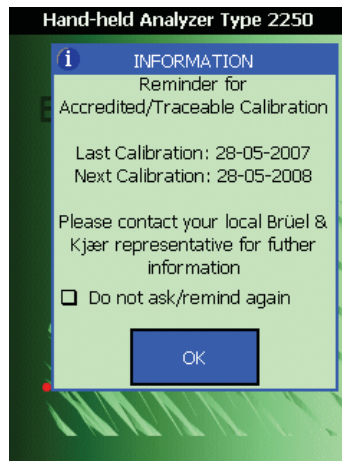 Hand-held Analyzer Type 2250
INFORMATION
Reminder for
Accredited/Traceable Calibration
Last Calibration: 28-05-2007
Next Calibration: 28-05-2008
Please contact your local Brüel &
Kjær representative for futher
information
Do not ask/remind again
OK